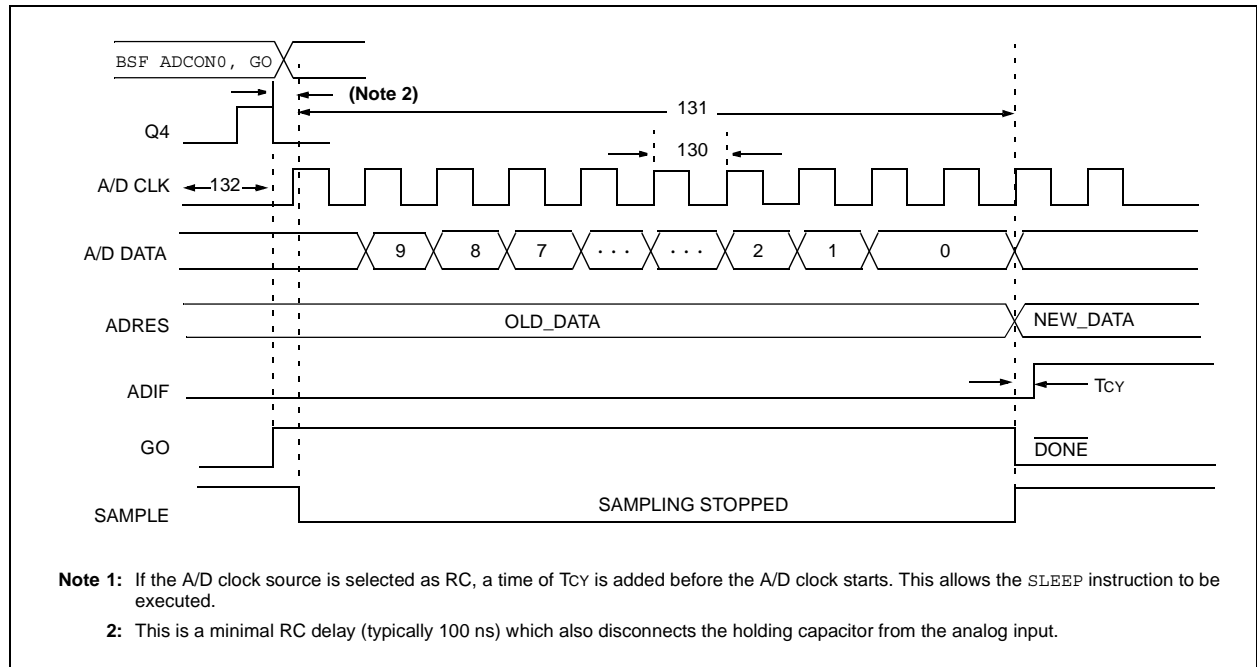 BSF ADCON0, GO
(Note 2)
131
Q4
130
A/D CLK
132
A/D DATA
9 8 7 . . . . . . 2 1 0
ADRES
OLD_DATA
NEW_DATA
ADIF
TCY
GO
DONE
SAMPLE
SAMPLING STOPPED
Note 1: If the A/D clock source is selected as RC, a time of TCY is added before the A/D clock starts. This allows the SLEEP instruction to be
executed.
2: This is a minimal RC delay (typically 100 ns) which also disconnects the holding capacitor from the analog input.